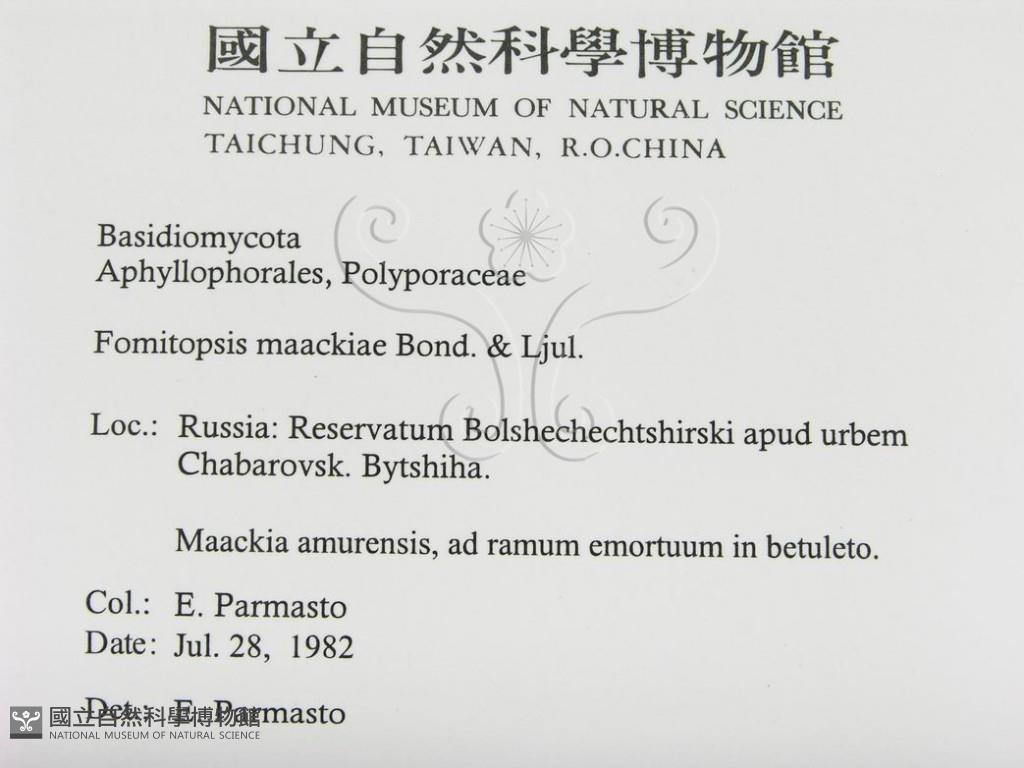 國立自然科學博物館
NATIONAL MUSEUM OF NATURAL SCIENCE
TAICHUNG, TAIWAN, R.O.CHINA
Basidiomycota
Aphyllophorales, Polyporaceae
Fomitopsis maackiae Bond. & Ljul.
Loc.: Russia: Reservatum Bolshechechtshirski apud urbem
Chabarovsk. Bytshiha.
Maackia amurensis, ad ramum emortuum in betuleto.
Col.: E. Parmasto
Date: Jul. 28, 1982
Det.: E. Parmasto
國立自然科學博物館
NATIONAL MUSEUM OF NATURAL SCIENCE